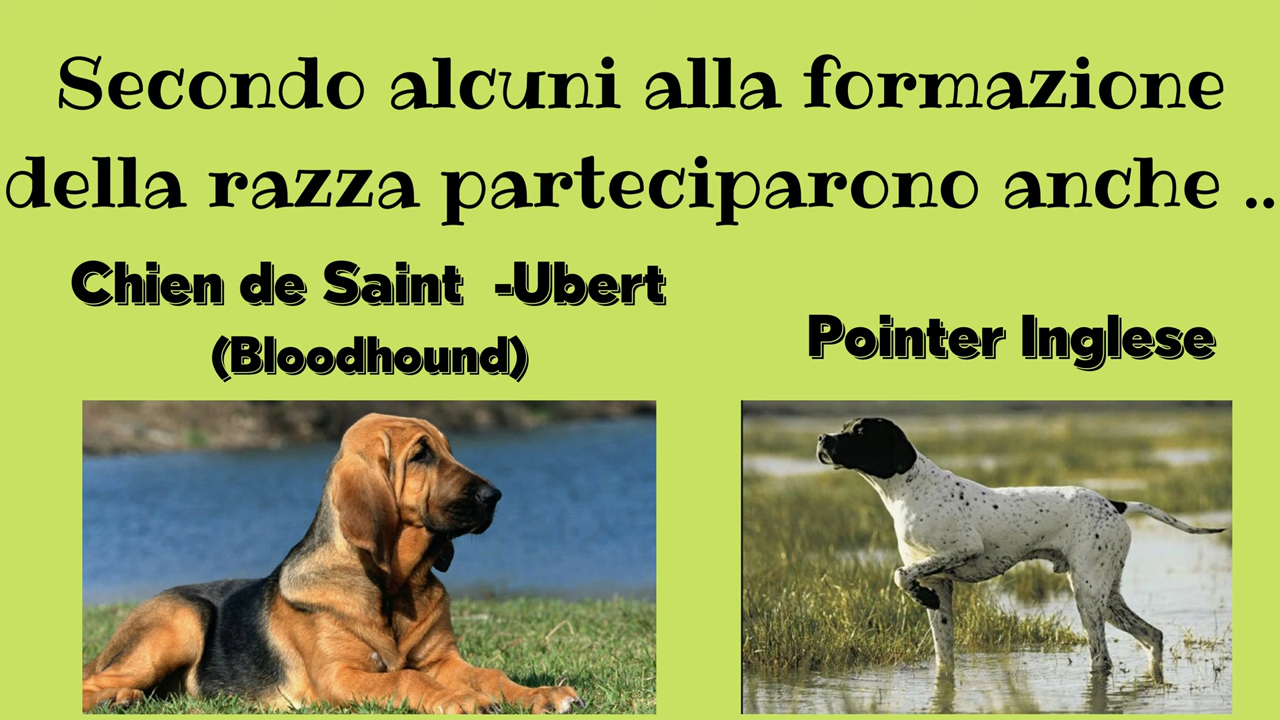 Secondo alcuni alla formazione
della razza parteciparono anche ..
Chien de Saint -Ubert
(Bloodhound)
Pointer Inglese